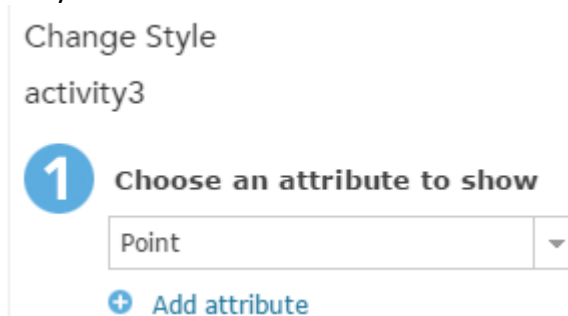 Change Style
activity3
1 Choose an attribute to show
Point
Add attribute